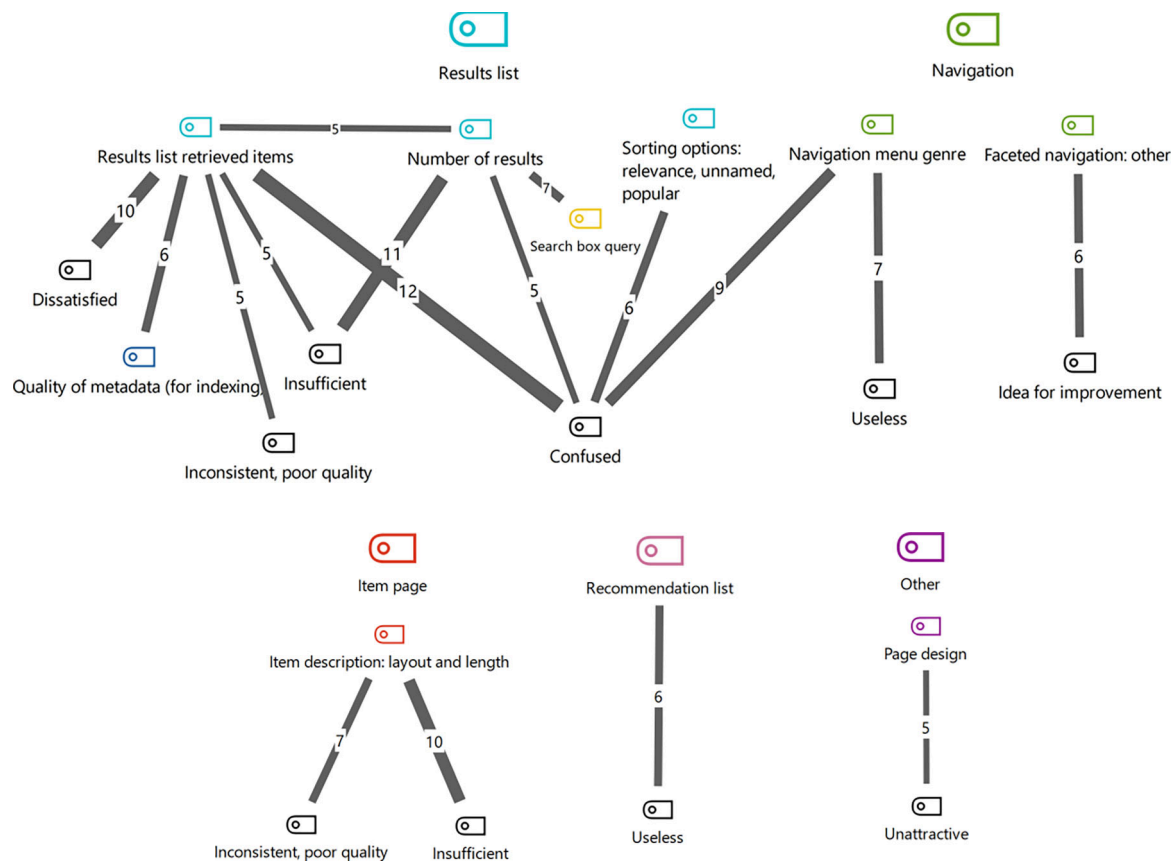 Results list
Navigation
5
Results list retrieved items
Number of results
Sorting options:
relevance, unnamed,
popular
Navigation menu genre
Faceted navigation: other
10
6
5
5
11
12
7
Search box query
5
6
9
7
6
Dissatisfied
Quality of metadata (for indexing)
Insufficient
Inconsistent, poor quality
Confused
Useless
Idea for improvement
Item page
Recommendation list
Other
Item description: layout and length
Page design
7
10
6
5
Inconsistent, poor quality
Insufficient
Useless
Unattractive